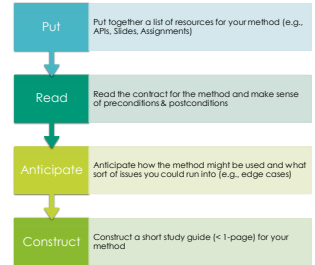 Put
Put together a list of resources for your method (e.g.,
APIs, Slides, Assignments)
Read
Read the contract for the method and make sense
of preconditions & postconditions
Anticipate
Anticipate how the method might be used and what
sort of issues you could run into (e.g., edge cases)
Construct
Construct a short study guide (< 1-page) for your
method